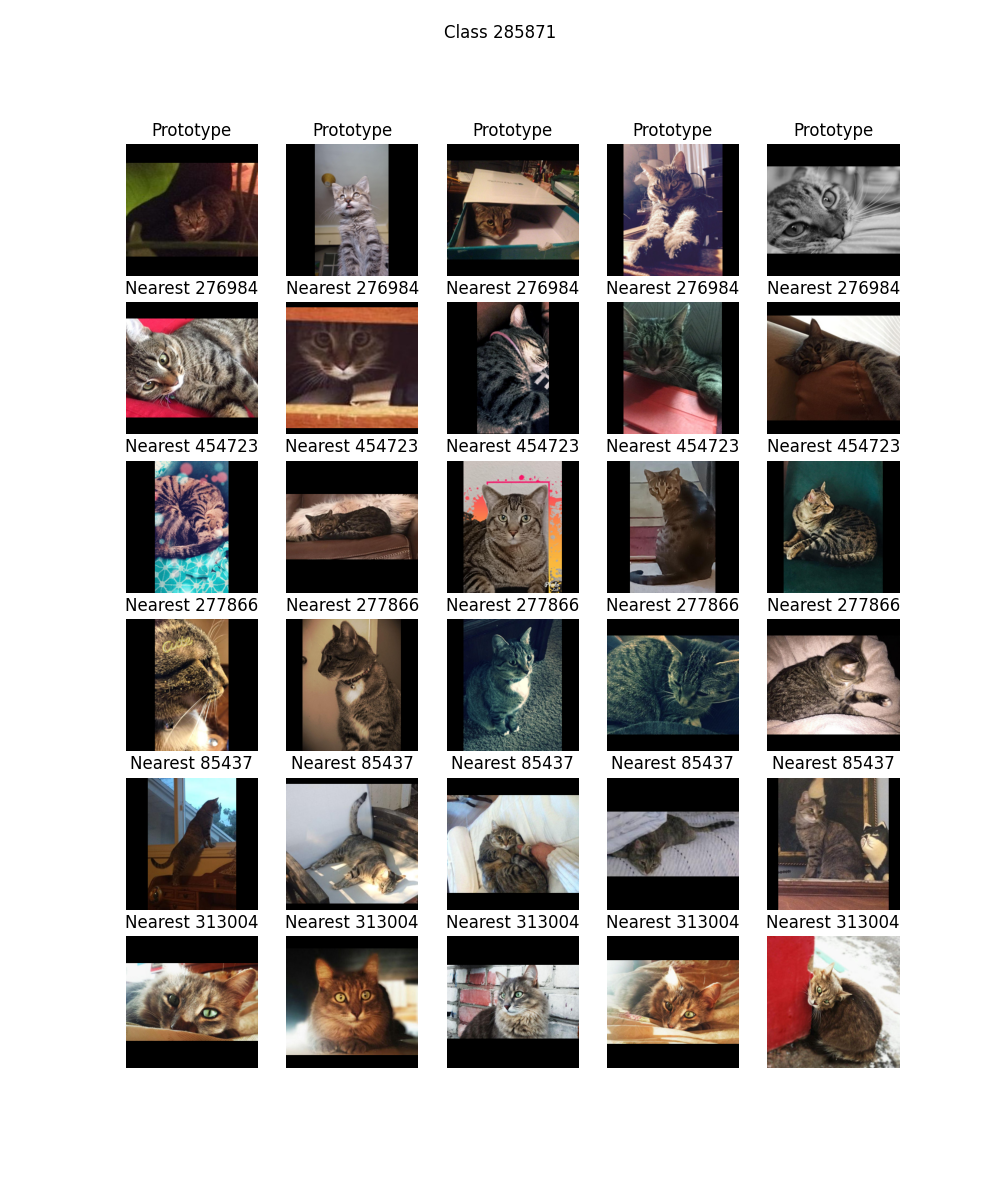 Class 285871
Prototype Prototype Prototype Prototype Prototype
Nearest 276984 Nearest 276984 Nearest 276984 Nearest 276984 Nearest 276984
Nearest 454723 Nearest 454723 Nearest 454723 Nearest 454723 Nearest 454723
Nearest 277866 Nearest 277866 Nearest 277866 Nearest 277866 Nearest 277866
Nearest 85437 Nearest 85437 Nearest 85437 Nearest 85437 Nearest 85437
Nearest 313004 Nearest 313004 Nearest 313004 Nearest 313004 Nearest 313004